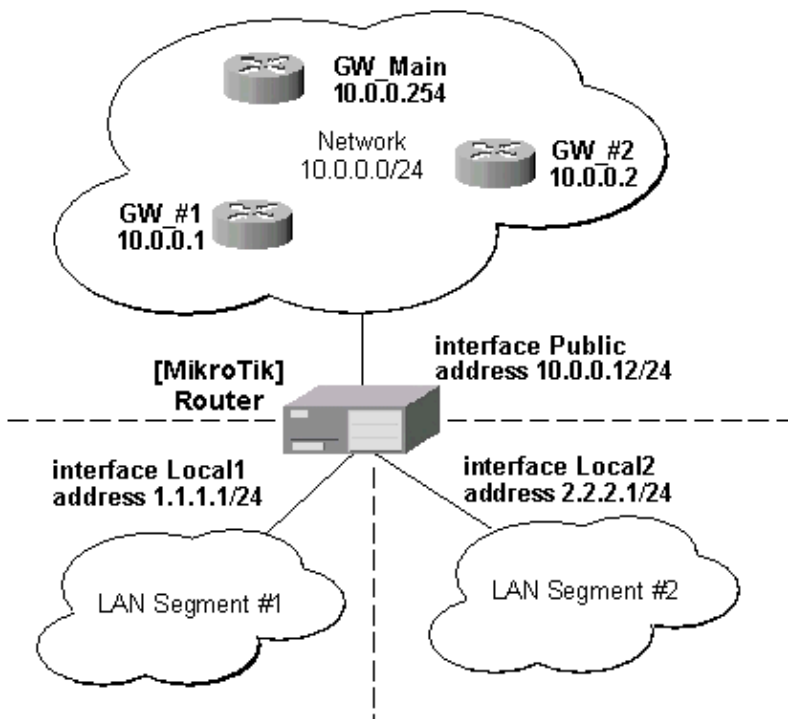 GW_Main
10.0.0.254
Network
10.0.0.0/24
GW_#2
10.0.0.2
GW_#1
10.0.0.1
interface Public
address 10.0.0.12/24
[MikroTik]
Router
interface Local1
address 1.1.1.1/24
interface Local2
address 2.2.2.1/24
LAN Segment #1
LAN Segment #2